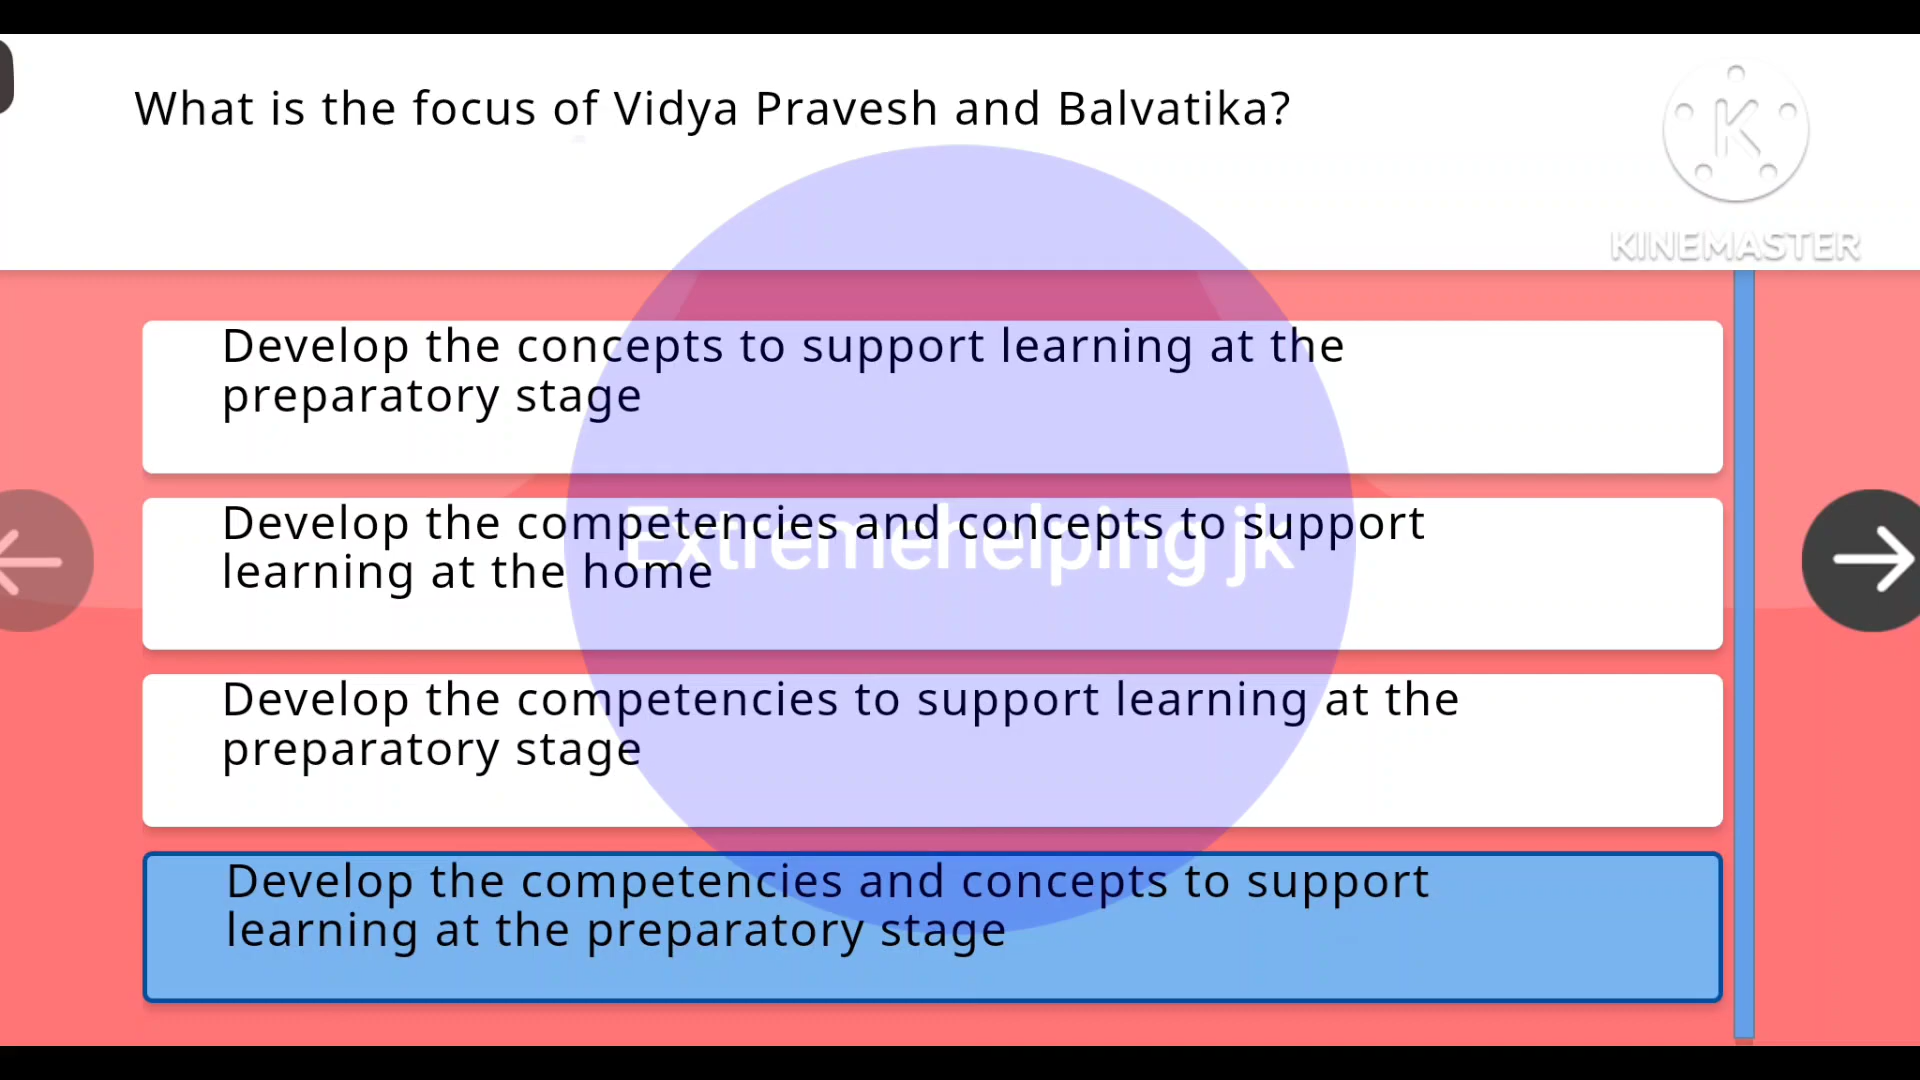 What is the focus of Vidya Pravesh and Balvatika?
KINEMASTER
Develop the concepts to support learning at the
preparatory stage
Develop the competencies and concepts to support
learning at the home
Extremehelping jk
Develop the competencies to support learning at the
preparatory stage
Develop the competencies and concepts to support
learning at the preparatory stage